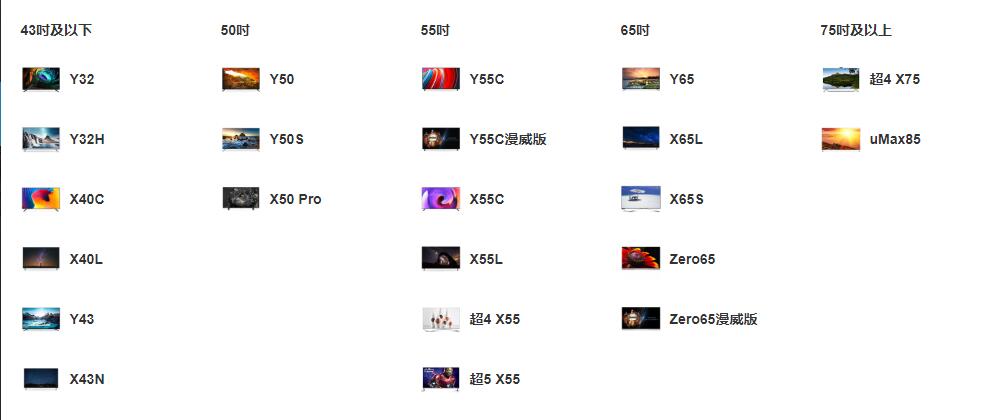 43吋及以下
Y32
Y32H
X40C
X40L
Y43
X43N
50吋
Y50
Y50S
X50 Pro
55吋
Y55C
Y55C漫威版
X55C
X55L
超4 X55
超5 X55
65吋
Y65
X65L
X65S
Zero65
Zero65漫威版
75吋及以上
超4 X75
uMax85